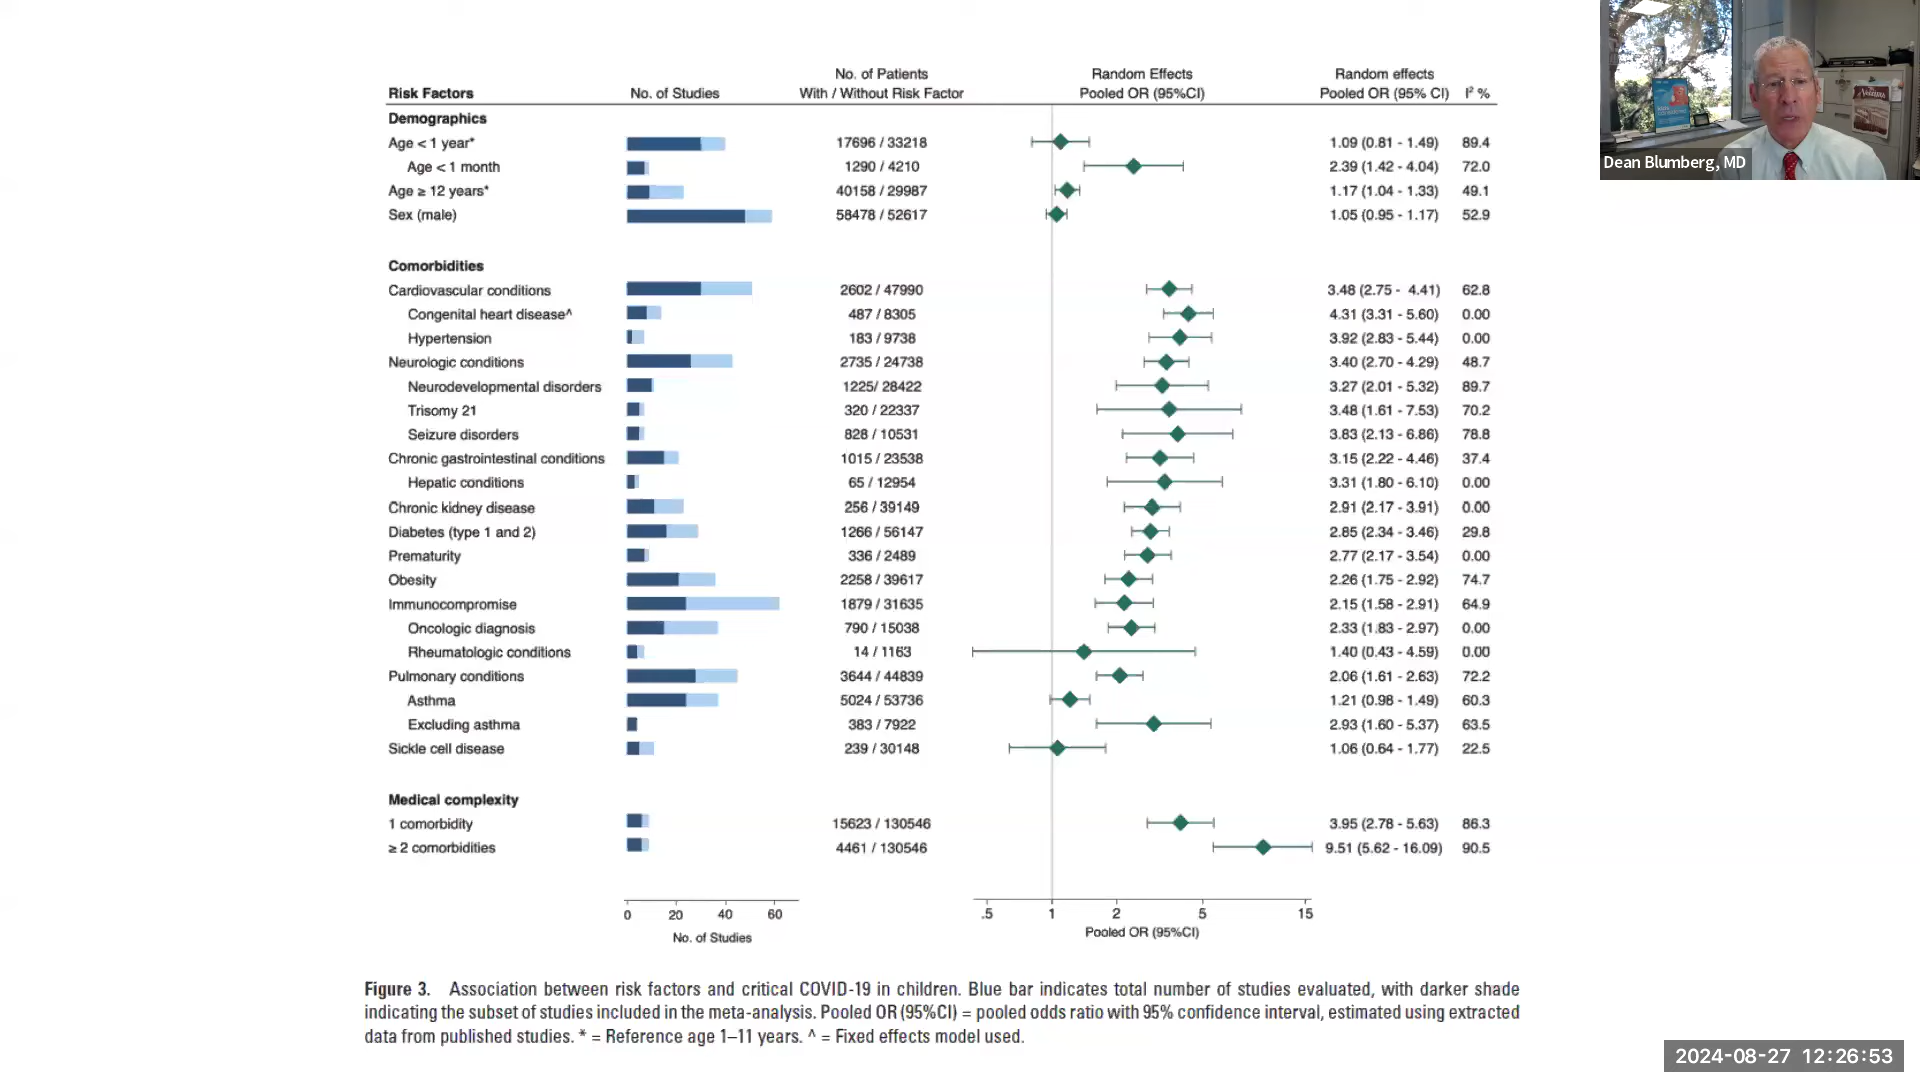 Risk Factors No. of Studies No. of Patients With / Without Risk Factor Random Effects Pooled OR (95%CI) Random effects Pooled OR (95% CI) I² %
Demographics
Age < 1 year* 17696 / 33218 1.09 (0.81 - 1.49) 89.4
Age < 1 month 1290 / 4210 2.39 (1.42 - 4.04) 72.0
Age ≥ 12 years* 40158 / 29987 1.17 (1.04 - 1.33) 49.1
Sex (male) 58478 / 52617 1.05 (0.95 - 1.17) 52.9
Comorbidities
Cardiovascular conditions 2602 / 47990 3.48 (2.75 - 4.41) 62.8
Congenital heart disease^ 487 / 8305 4.31 (3.31 - 5.60) 0.00
Hypertension 183 / 9738 3.92 (2.83 - 5.44) 0.00
Neurologic conditions 2735 / 24738 3.40 (2.70 - 4.29) 48.7
Neurodevelopmental disorders 1225/ 28422 3.27 (2.01 - 5.32) 89.7
Trisomy 21 320 / 22337 3.48 (1.61 - 7.53) 70.2
Seizure disorders 828 / 10531 3.83 (2.13 - 6.86) 78.8
Chronic gastrointestinal conditions 1015 / 23538 3.15 (2.22 - 4.46) 37.4
Hepatic conditions 65 / 12954 3.31 (1.80 - 6.10) 0.00
Chronic kidney disease 256 / 39149 2.91 (2.17 - 3.91) 0.00
Diabetes (type 1 and 2) 1266 / 56147 2.85 (2.34 - 3.46) 29.8
Prematurity 336 / 2489 2.77 (2.17 - 3.54) 0.00
Obesity 2258 / 39617 2.26 (1.75 - 2.92) 74.7
Immunocompromise 1879 / 31635 2.15 (1.58 - 2.91) 64.9
Oncologic diagnosis 790 / 15038 2.33 (1.83 - 2.97) 0.00
Rheumatologic conditions 14 / 1163 1.40 (0.43 - 4.59) 0.00
Pulmonary conditions 3644 / 44839 2.06 (1.61 - 2.63) 72.2
Asthma 5024 / 53736 1.21 (0.98 - 1.49) 60.3
Excluding asthma 383 / 7922 2.93 (1.60 - 5.37) 63.5
Sickle cell disease 239 / 30148 1.06 (0.64 - 1.77) 22.5
Medical complexity
1 comorbidity 15623 / 130546 3.95 (2.78 - 5.63) 86.3
≥ 2 comorbidities 4461 / 130546 9.51 (5.62 - 16.09) 90.5
0 20 40 60 .5 1 2 5 15
No. of Studies Pooled OR (95%CI)
Figure 3. Association between risk factors and critical COVID-19 in children. Blue bar indicates total number of studies evaluated, with darker shade
indicating the subset of studies included in the meta-analysis. Pooled OR (95%CI) = pooled odds ratio with 95% confidence interval, estimated using extracted
data from published studies. * = Reference age 1–11 years. ^ = Fixed effects model used.
Dean Blumberg, MD
2024-08-27 12:26:53